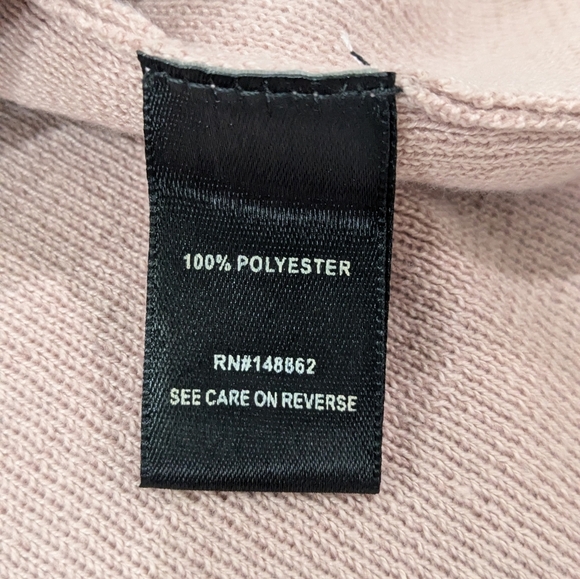 100% POLYESTER
RN#148862
SEE CARE ON REVERSE